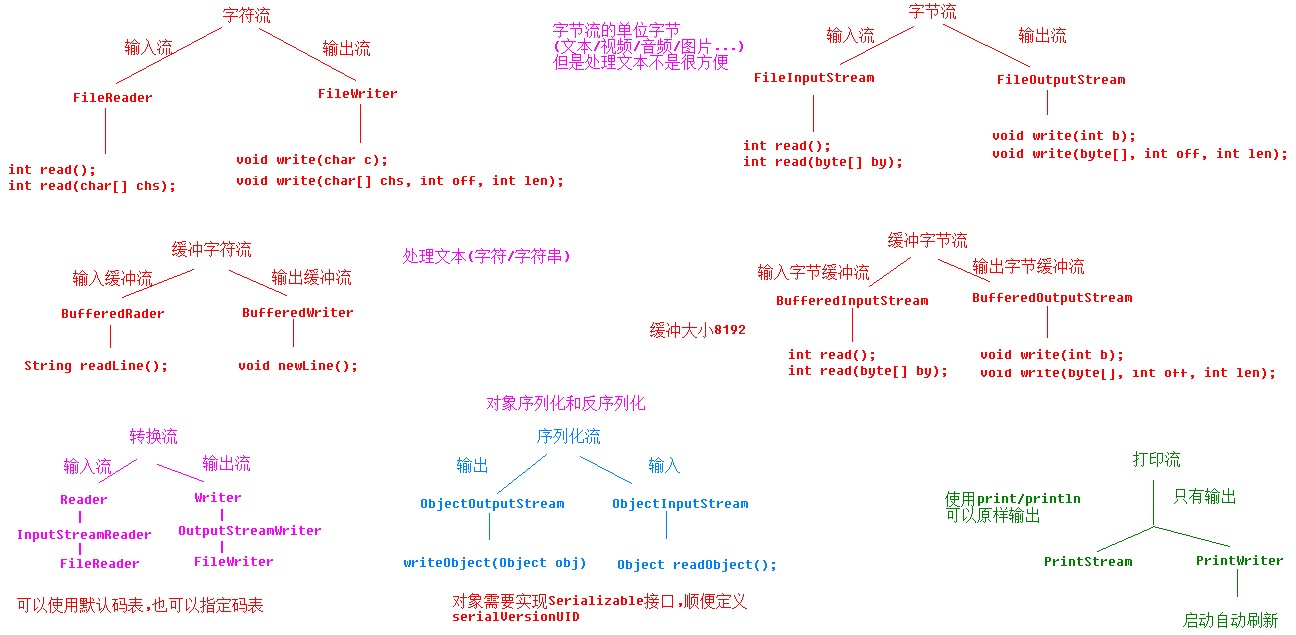 字符流
输入流
输出流
FileReader
FileWriter
int read();
int read(char[] chs);
void write(char c);
void write(char[] chs, int off, int len);
字节流的单位字节
(文本/视频/音频/图片...)
但是处理文本不是很方便
字节流
输入流
输出流
FileInputStream
FileOutputStream
int read();
int read(byte[] by);
void write(int b);
void write(byte[], int off, int len);
缓冲字符流
输入缓冲流
输出缓冲流
BufferedRader
BufferedWriter
String readLine();
void newLine();
处理文本(字符/字符串)
缓冲大小8192
缓冲字节流
输入字节缓冲流
输出字节缓冲流
BufferedInputStream
BufferedOutputStream
int read();
int read(byte[] by);
void write(int b);
void write(byte[], int off, int len);
转换流
输入流
输出流
Reader
Writer
InputStreamReader
OutputStreamWriter
FileReader
FileWriter
可以使用默认码表,也可以指定码表
对象序列化和反序列化
序列化流
输出
输入
ObjectOutputStream
ObjectInputStream
writeObject(Object obj)
Object readObject();
对象需要实现Serializable接口,顺便定义
serialVersionUID
打印流
使用print/println
可以原样输出
只有输出
PrintStream
PrintWriter
启动自动刷新